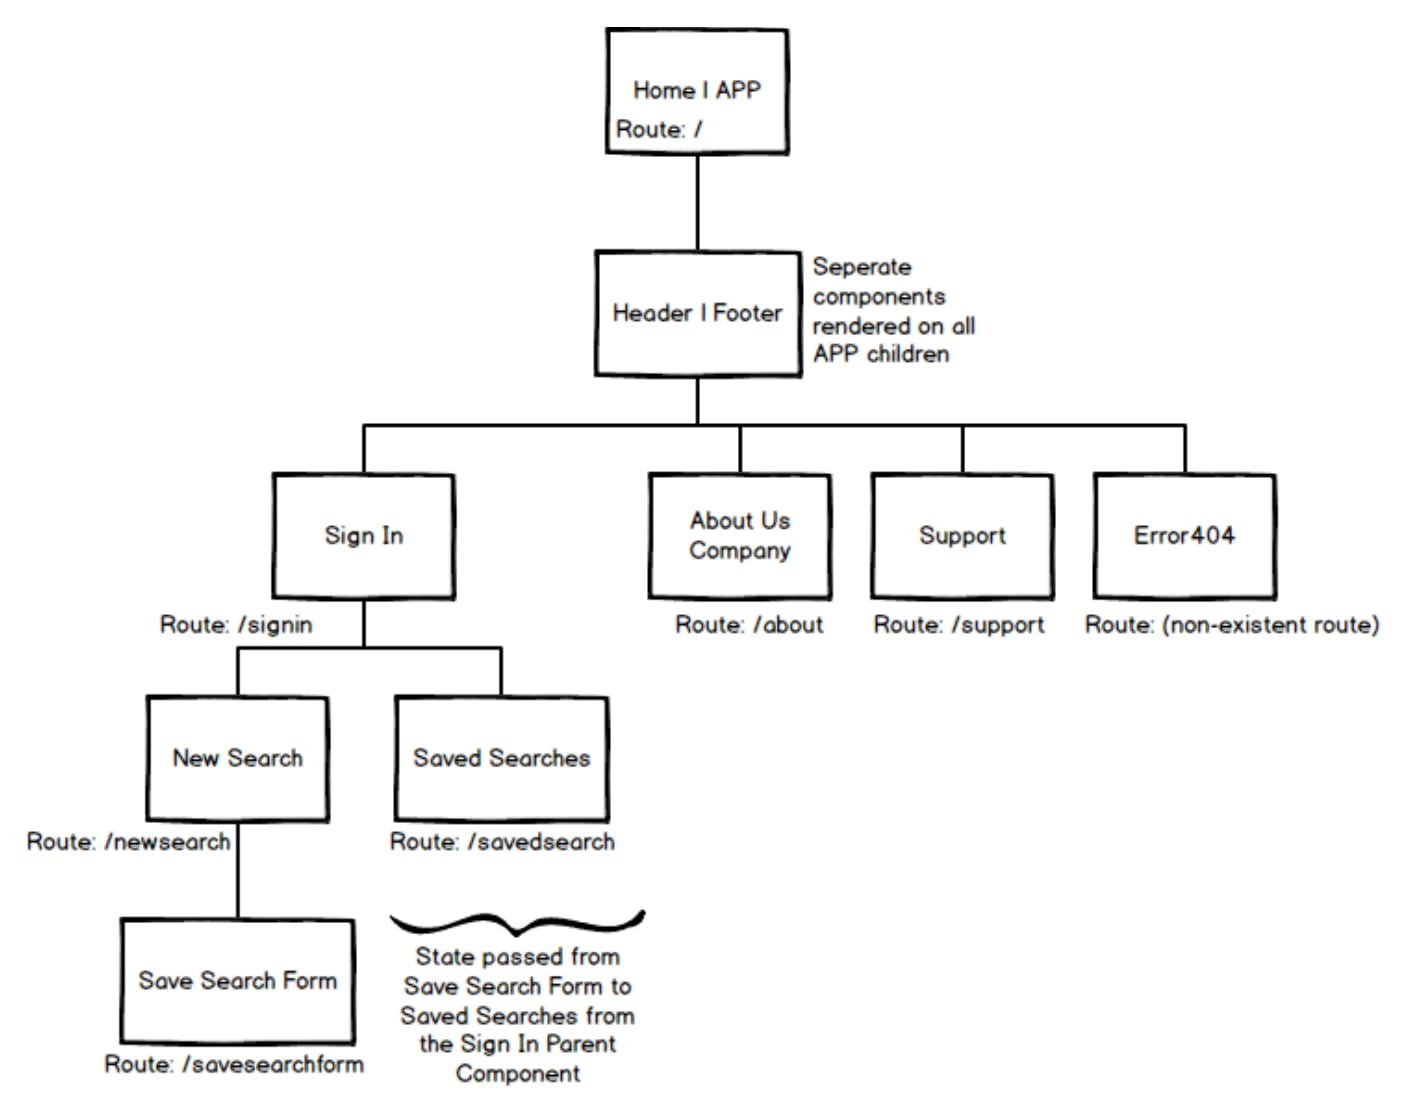 Home | APP
Route: /
Header | Footer
Seperate
components
rendered on all
APP children
Sign In
About Us
Company
Support
Error404
Route: /signin
Route: /about
Route: /support
Route: (non-existent route)
New Search
Saved Searches
Route: /newsearch
Route: /savedsearch
Save Search Form
Route: /savesearchform
State passed from
Save Search Form to
Saved Searches from
the Sign In Parent
Component